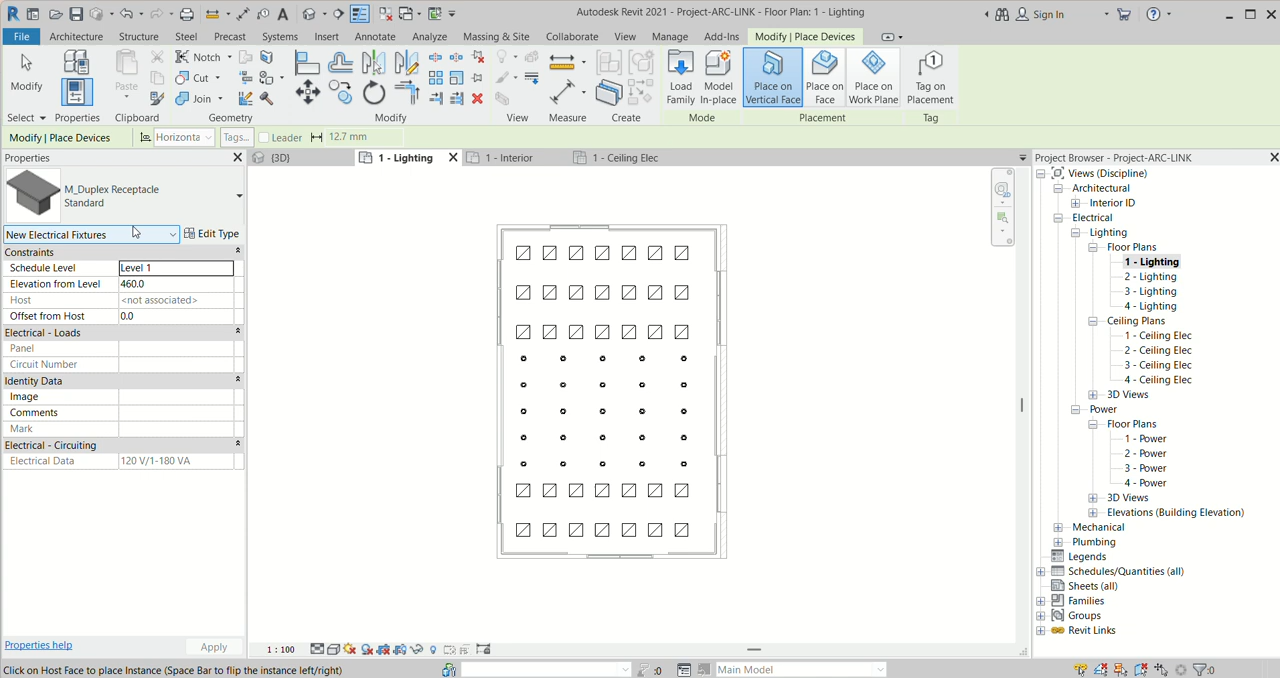 Autodesk Revit 2021 - Project-ARC-LINK - Floor Plan: 1 - Lighting
Sign In
File Architecture Structure Steel Precast Systems Insert Annotate Analyze Massing & Site Collaborate View Manage Add-Ins Modify | Place Devices
Modify
Paste
Notch
Cut
Join
Load Family
Model In-place
Place on Vertical Face
Place on Face
Place on Work Plane
Tag on Placement
Select Properties Clipboard Geometry Modify View Measure Create Mode Placement Tag
Modify | Place Devices Horizonta Tags... Leader 12.7 mm
Properties
(3D) 1 - Lighting 1 - Interior 1 - Ceiling Elec
M_Duplex Receptacle
Standard
New Electrical Fixtures Edit Type
Constraints
Schedule Level Level 1
Elevation from Level 460.0
Host <not associated>
Offset from Host 0.0
Electrical - Loads
Panel
Circuit Number
Identity Data
Image
Comments
Mark
Electrical - Circuiting
Electrical Data 120 V/1-180 VA
Properties help Apply
1 : 100
Project Browser - Project-ARC-LINK
Views (Discipline)
Architectural
Interior ID
Electrical
Lighting
Floor Plans
1 - Lighting
2 - Lighting
3 - Lighting
4 - Lighting
Ceiling Plans
1 - Ceiling Elec
2 - Ceiling Elec
3 - Ceiling Elec
4 - Ceiling Elec
3D Views
Power
Floor Plans
1 - Power
2 - Power
3 - Power
4 - Power
3D Views
Elevations (Building Elevation)
Mechanical
Plumbing
Legends
Schedules/Quantities (all)
Sheets (all)
Families
Groups
Revit Links
Click on Host Face to place Instance (Space Bar to flip the instance left/right) :0 Main Model :0